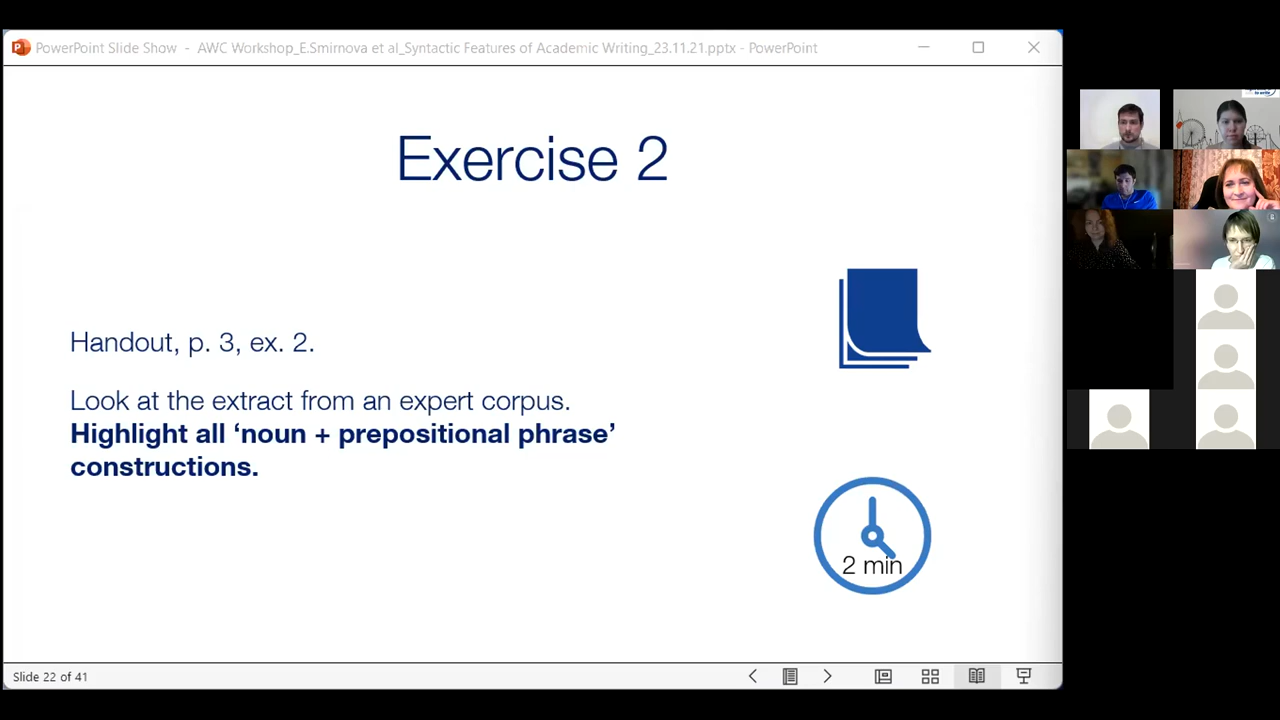 PowerPoint Slide Show - AWC Workshop_E.Smirnova et al_Syntactic Features of Academic Writing_23.11.21.pptx - PowerPoint
Exercise 2
Handout, p. 3, ex. 2.
Look at the extract from an expert corpus.
Highlight all ‘noun + prepositional phrase’
constructions.
2 min
Slide 22 of 41